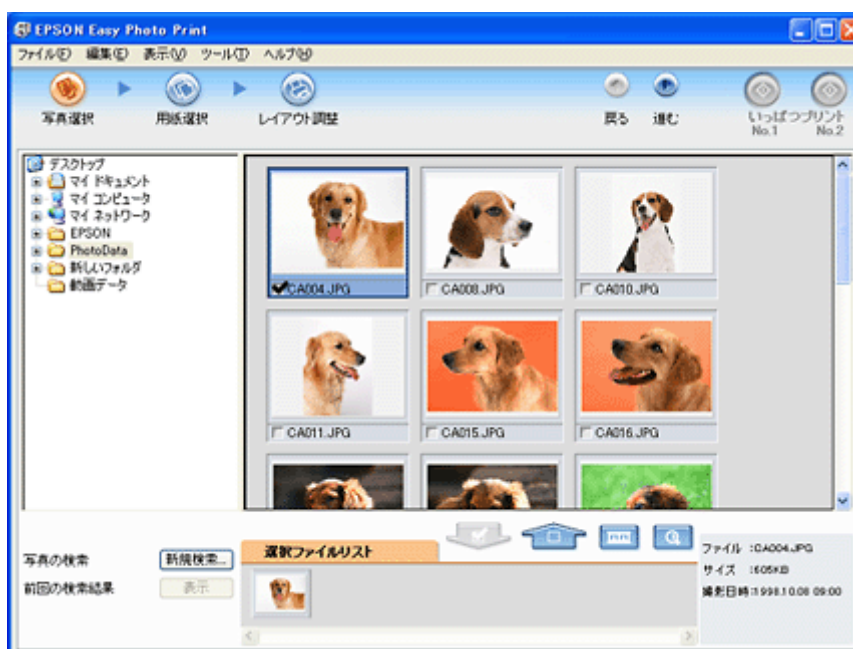 EPSON Easy Photo Print
ファイル(F) 編集(E) 表示(V) ツール(T) ヘルプ(H)
写真選択 用紙選択 レイアウト調整 戻る 進む いっぱつプリント
No.1 No.2
デスクトップ
マイ ドキュメント
マイ コンピュータ
マイ ネットワーク
EPSON
PhotoData
新しいフォルダ
動画データ
CA004.JPG CA008.JPG CA010.JPG
CA011.JPG CA015.JPG CA016.JPG
写真の検索 新規検索...
前回の検索結果 表示
選択ファイルリスト
ファイル :CA004.JPG
サイズ :605KB
撮影日時:1998.10.08 09:00